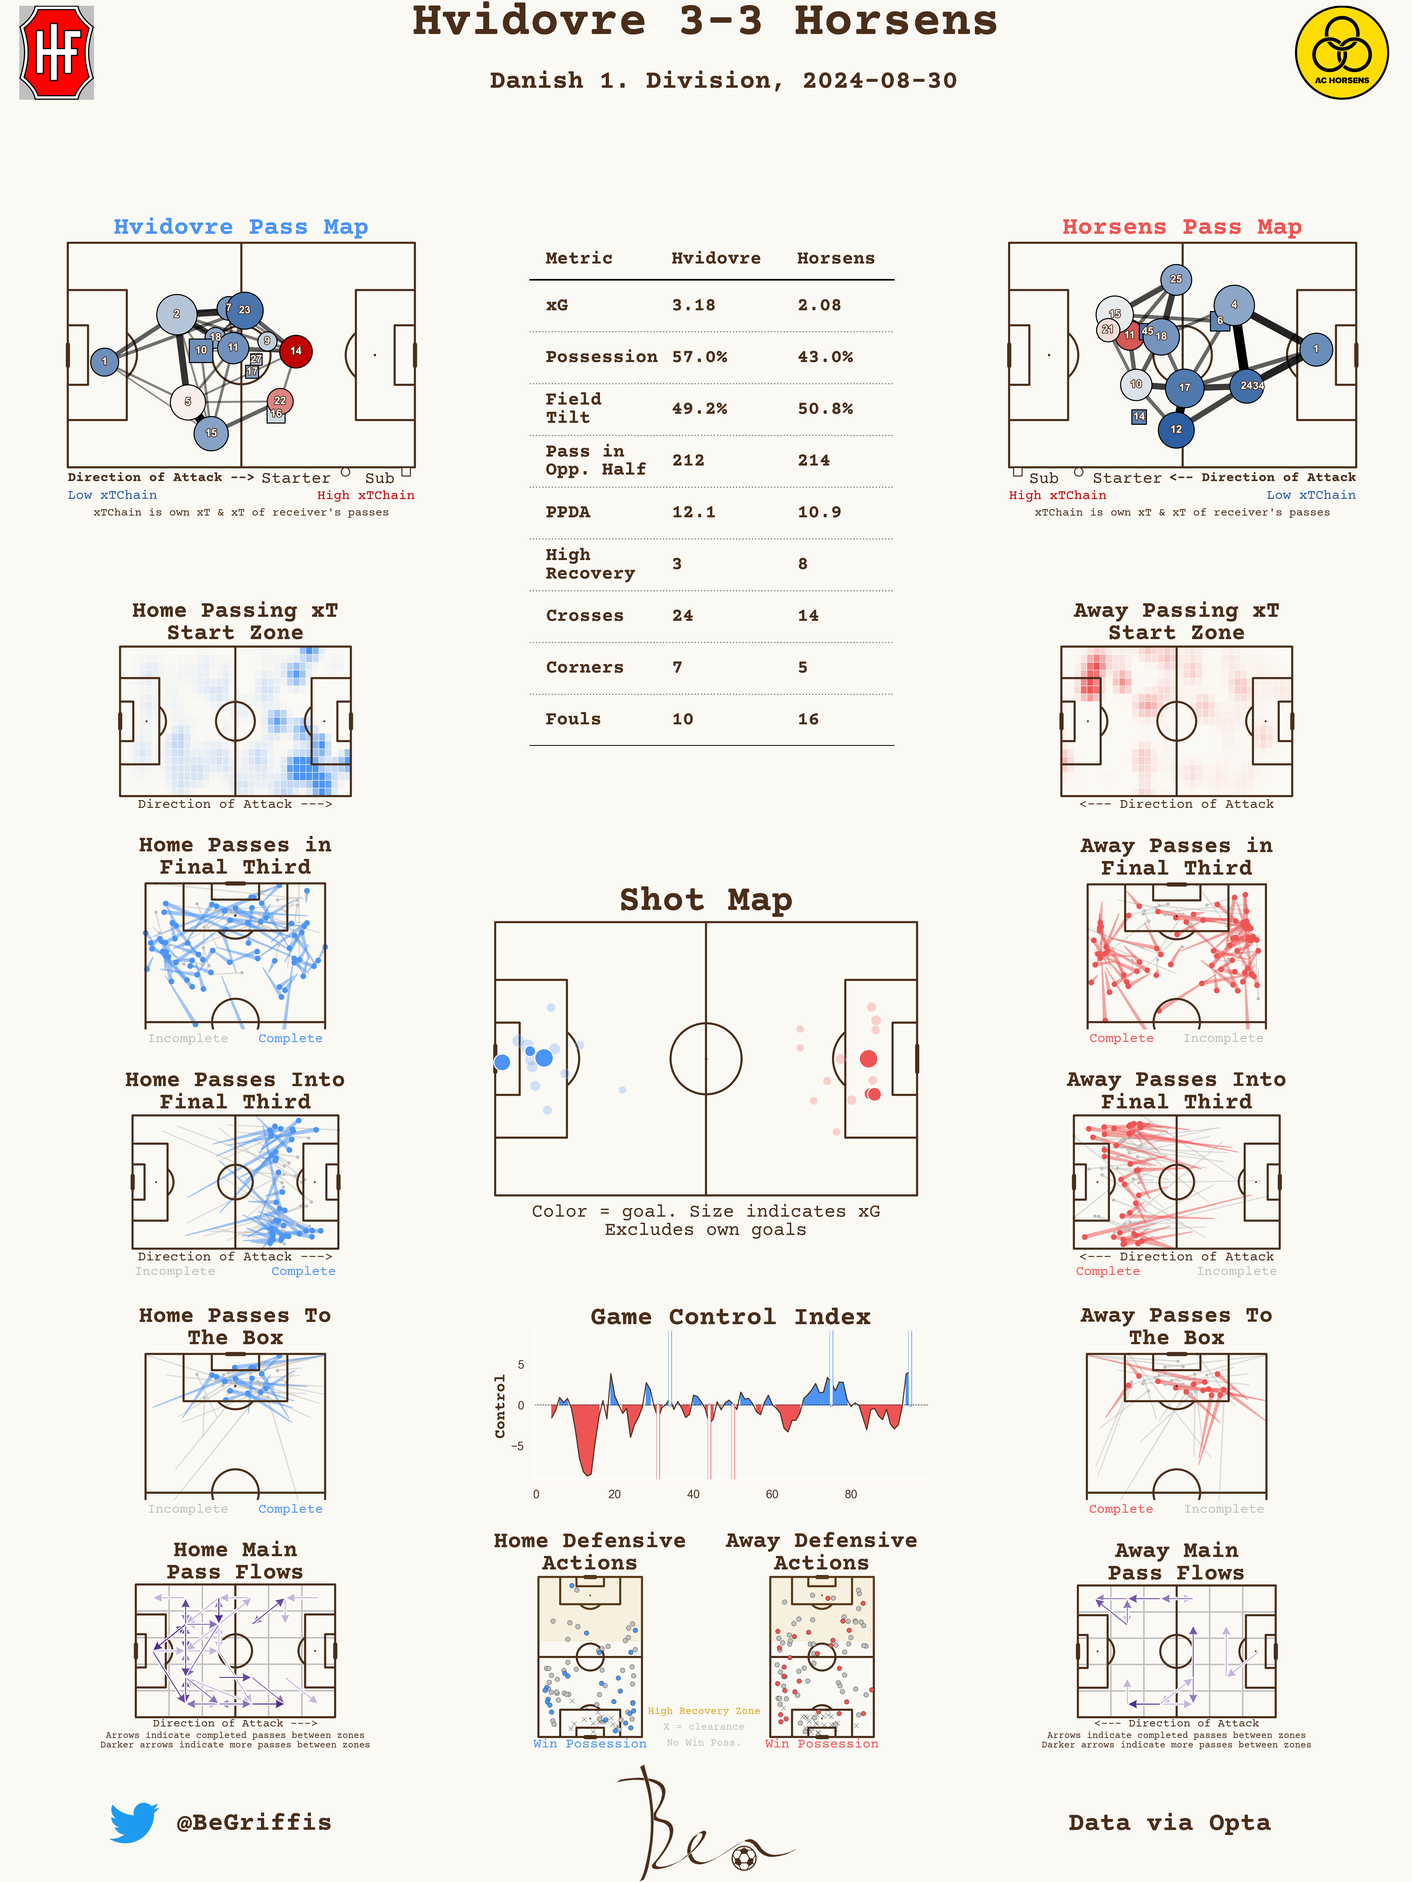 Hvidovre 3-3 Horsens
Danish 1. Division, 2024-08-30
AC HORSENS
Hvidovre Pass Map
1
2
5
7
23
18
10
11
9
14
27
17
22
16
15
Direction of Attack --> Starter Sub
Low xTChain High xTChain
xTChain is own xT & xT of receiver's passes
Metric Hvidovre Horsens
xG 3.18 2.08
Possession 57.0% 43.0%
Field Tilt 49.2% 50.8%
Pass in Opp. Half 212 214
PPDA 12.1 10.9
High Recovery 3 8
Crosses 24 14
Corners 7 5
Fouls 10 16
Horsens Pass Map
25
15
21
11
45
18
6
4
1
10
17
24
34
14
12
Sub Starter <-- Direction of Attack
High xTChain Low xTChain
xTChain is own xT & xT of receiver's passes
Home Passing xT
Start Zone
Direction of Attack --->
Away Passing xT
Start Zone
<--- Direction of Attack
Home Passes in
Final Third
Incomplete Complete
Away Passes in
Final Third
Complete Incomplete
Shot Map
Color = goal. Size indicates xG
Excludes own goals
Home Passes Into
Final Third
Direction of Attack --->
Incomplete Complete
Away Passes Into
Final Third
<--- Direction of Attack
Complete Incomplete
Home Passes To
The Box
Incomplete Complete
Game Control Index
Control
5
0
−5
0 20 40 60 80
Away Passes To
The Box
Complete Incomplete
Home Main
Pass Flows
Direction of Attack --->
Arrows indicate completed passes between zones
Darker arrows indicate more passes between zones
Home Defensive
Actions
Win Possession
High Recovery Zone
X = clearance
No Win Poss.
Away Defensive
Actions
Win Possession
Away Main
Pass Flows
<--- Direction of Attack
Arrows indicate completed passes between zones
Darker arrows indicate more passes between zones
@BeGriffis
Ben
Data via Opta